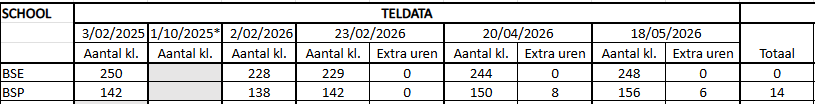 SCHOOL TELDATA
3/02/2025 1/10/2025* 2/02/2026 23/02/2026 20/04/2026 18/05/2026
Aantal kl. Aantal kl. Aantal kl. Aantal kl. Extra uren Aantal kl. Extra uren Aantal kl. Extra uren Totaal
BSE 250 228 229 0 244 0 248 0 0
BSP 142 138 142 0 150 8 156 6 14